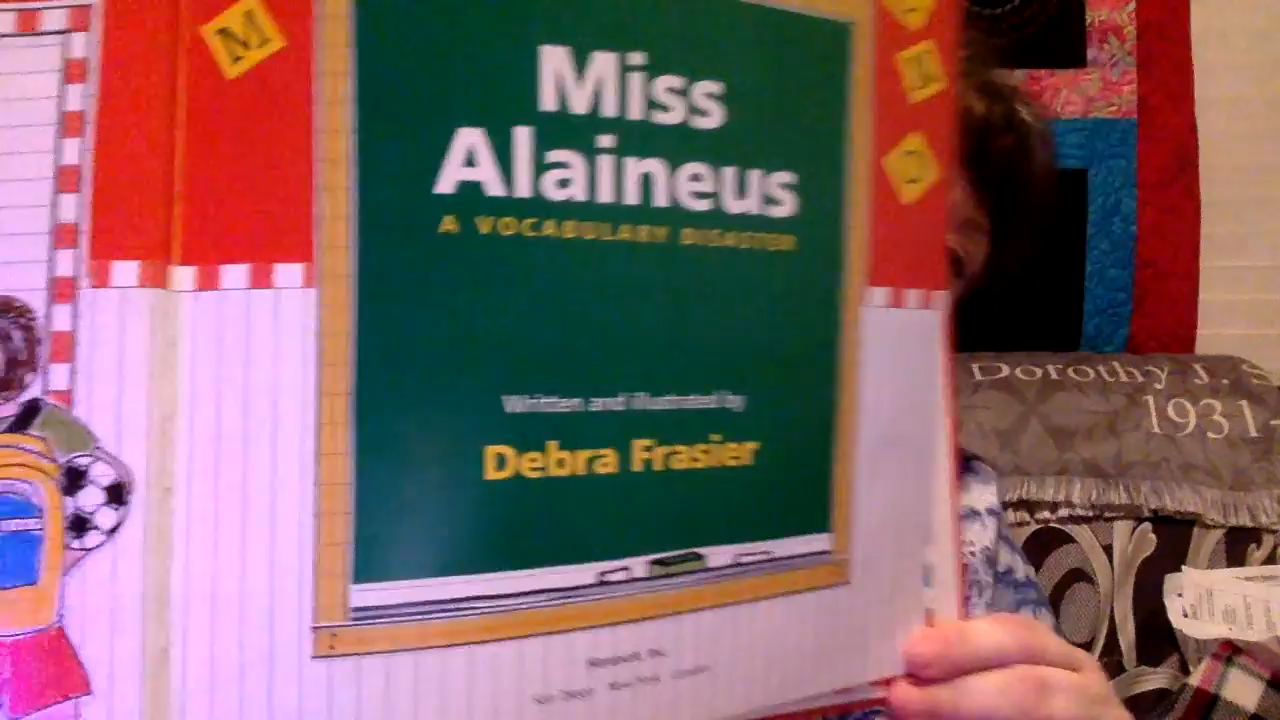 M
Miss
Alaineus
A VOCABULARY DISASTER
Written and illustrated by
Debra Frasier
Dorothy J. S
1931-